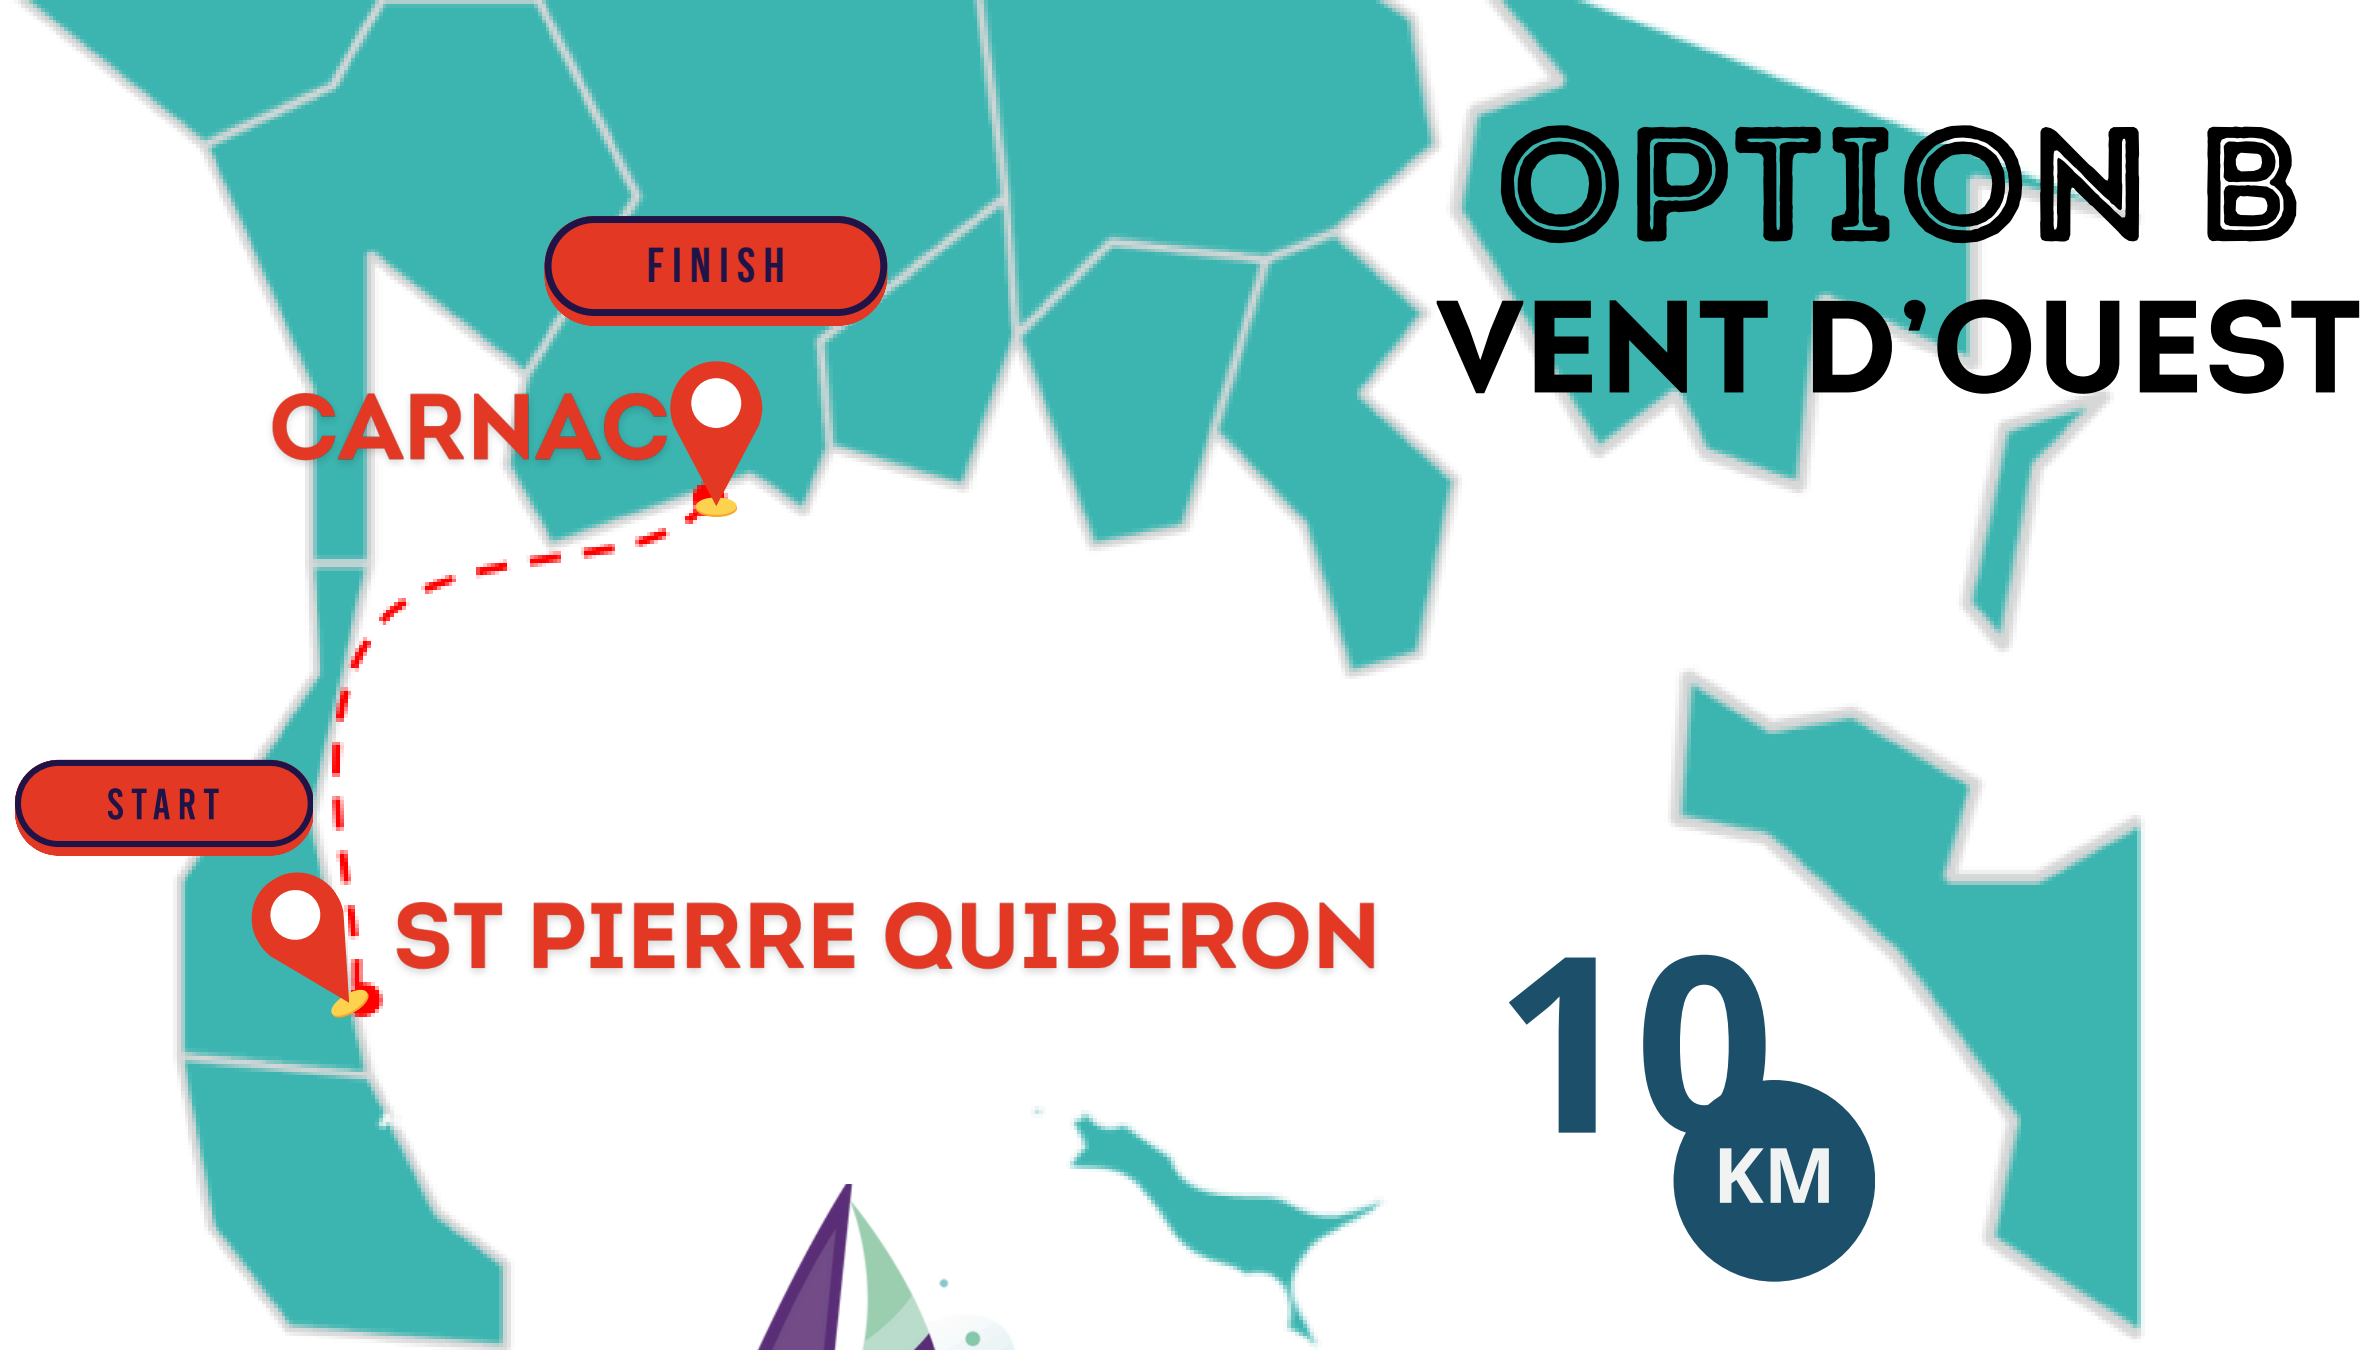 OPTION B
VENT D'OUEST
FINISH
CARNAC
START
ST PIERRE QUIBERON
10
KM